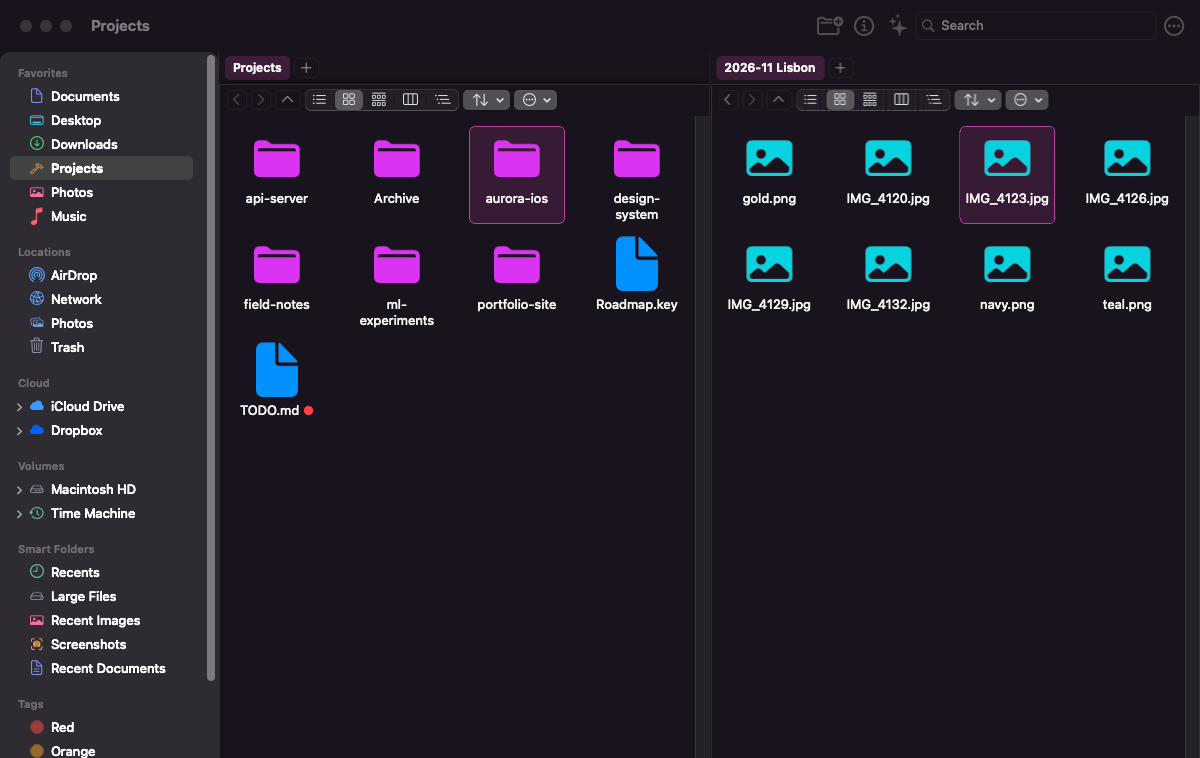 Projects
Search
Favorites
Documents
Desktop
Downloads
Projects
Photos
Music
Locations
AirDrop
Network
Photos
Trash
Cloud
iCloud Drive
Dropbox
Volumes
Macintosh HD
Time Machine
Smart Folders
Recents
Large Files
Recent Images
Screenshots
Recent Documents
Tags
Red
Orange
Projects
api-server
Archive
aurora-ios
design-
system
field-notes
ml-
experiments
portfolio-site
Roadmap.key
TODO.md
2026-11 Lisbon
gold.png
IMG_4120.jpg
IMG_4123.jpg
IMG_4126.jpg
IMG_4129.jpg
IMG_4132.jpg
navy.png
teal.png